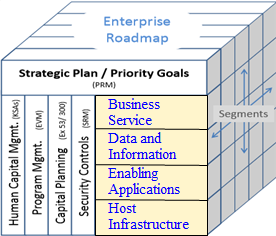 Enterprise
Roadmap
Strategic Plan / Priority Goals
(PRM)
Human Capital Mgmt. (KSAs)
Program Mgmt. (EVM)
Capital Planning (Ex 53/ 300)
Security Controls (SRM)
Business
Service
Data and
Information
Enabling
Applications
Host
Infrastructure
Segments